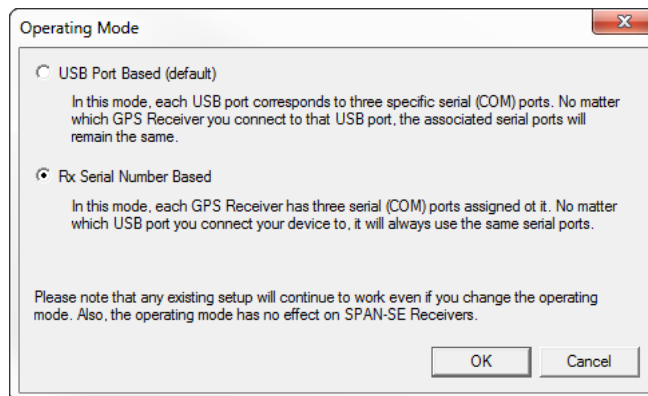 Operating Mode
USB Port Based (default)
In this mode, each USB port corresponds to three specific serial (COM) ports. No matter
which GPS Receiver you connect to that USB port, the associated serial ports will
remain the same.
Rx Serial Number Based
In this mode, each GPS Receiver has three serial (COM) ports assigned ot it. No matter
which USB port you connect your device to, it will always use the same serial ports.
Please note that any existing setup will continue to work even if you change the operating
mode. Also, the operating mode has no effect on SPAN-SE Receivers.
OK
Cancel